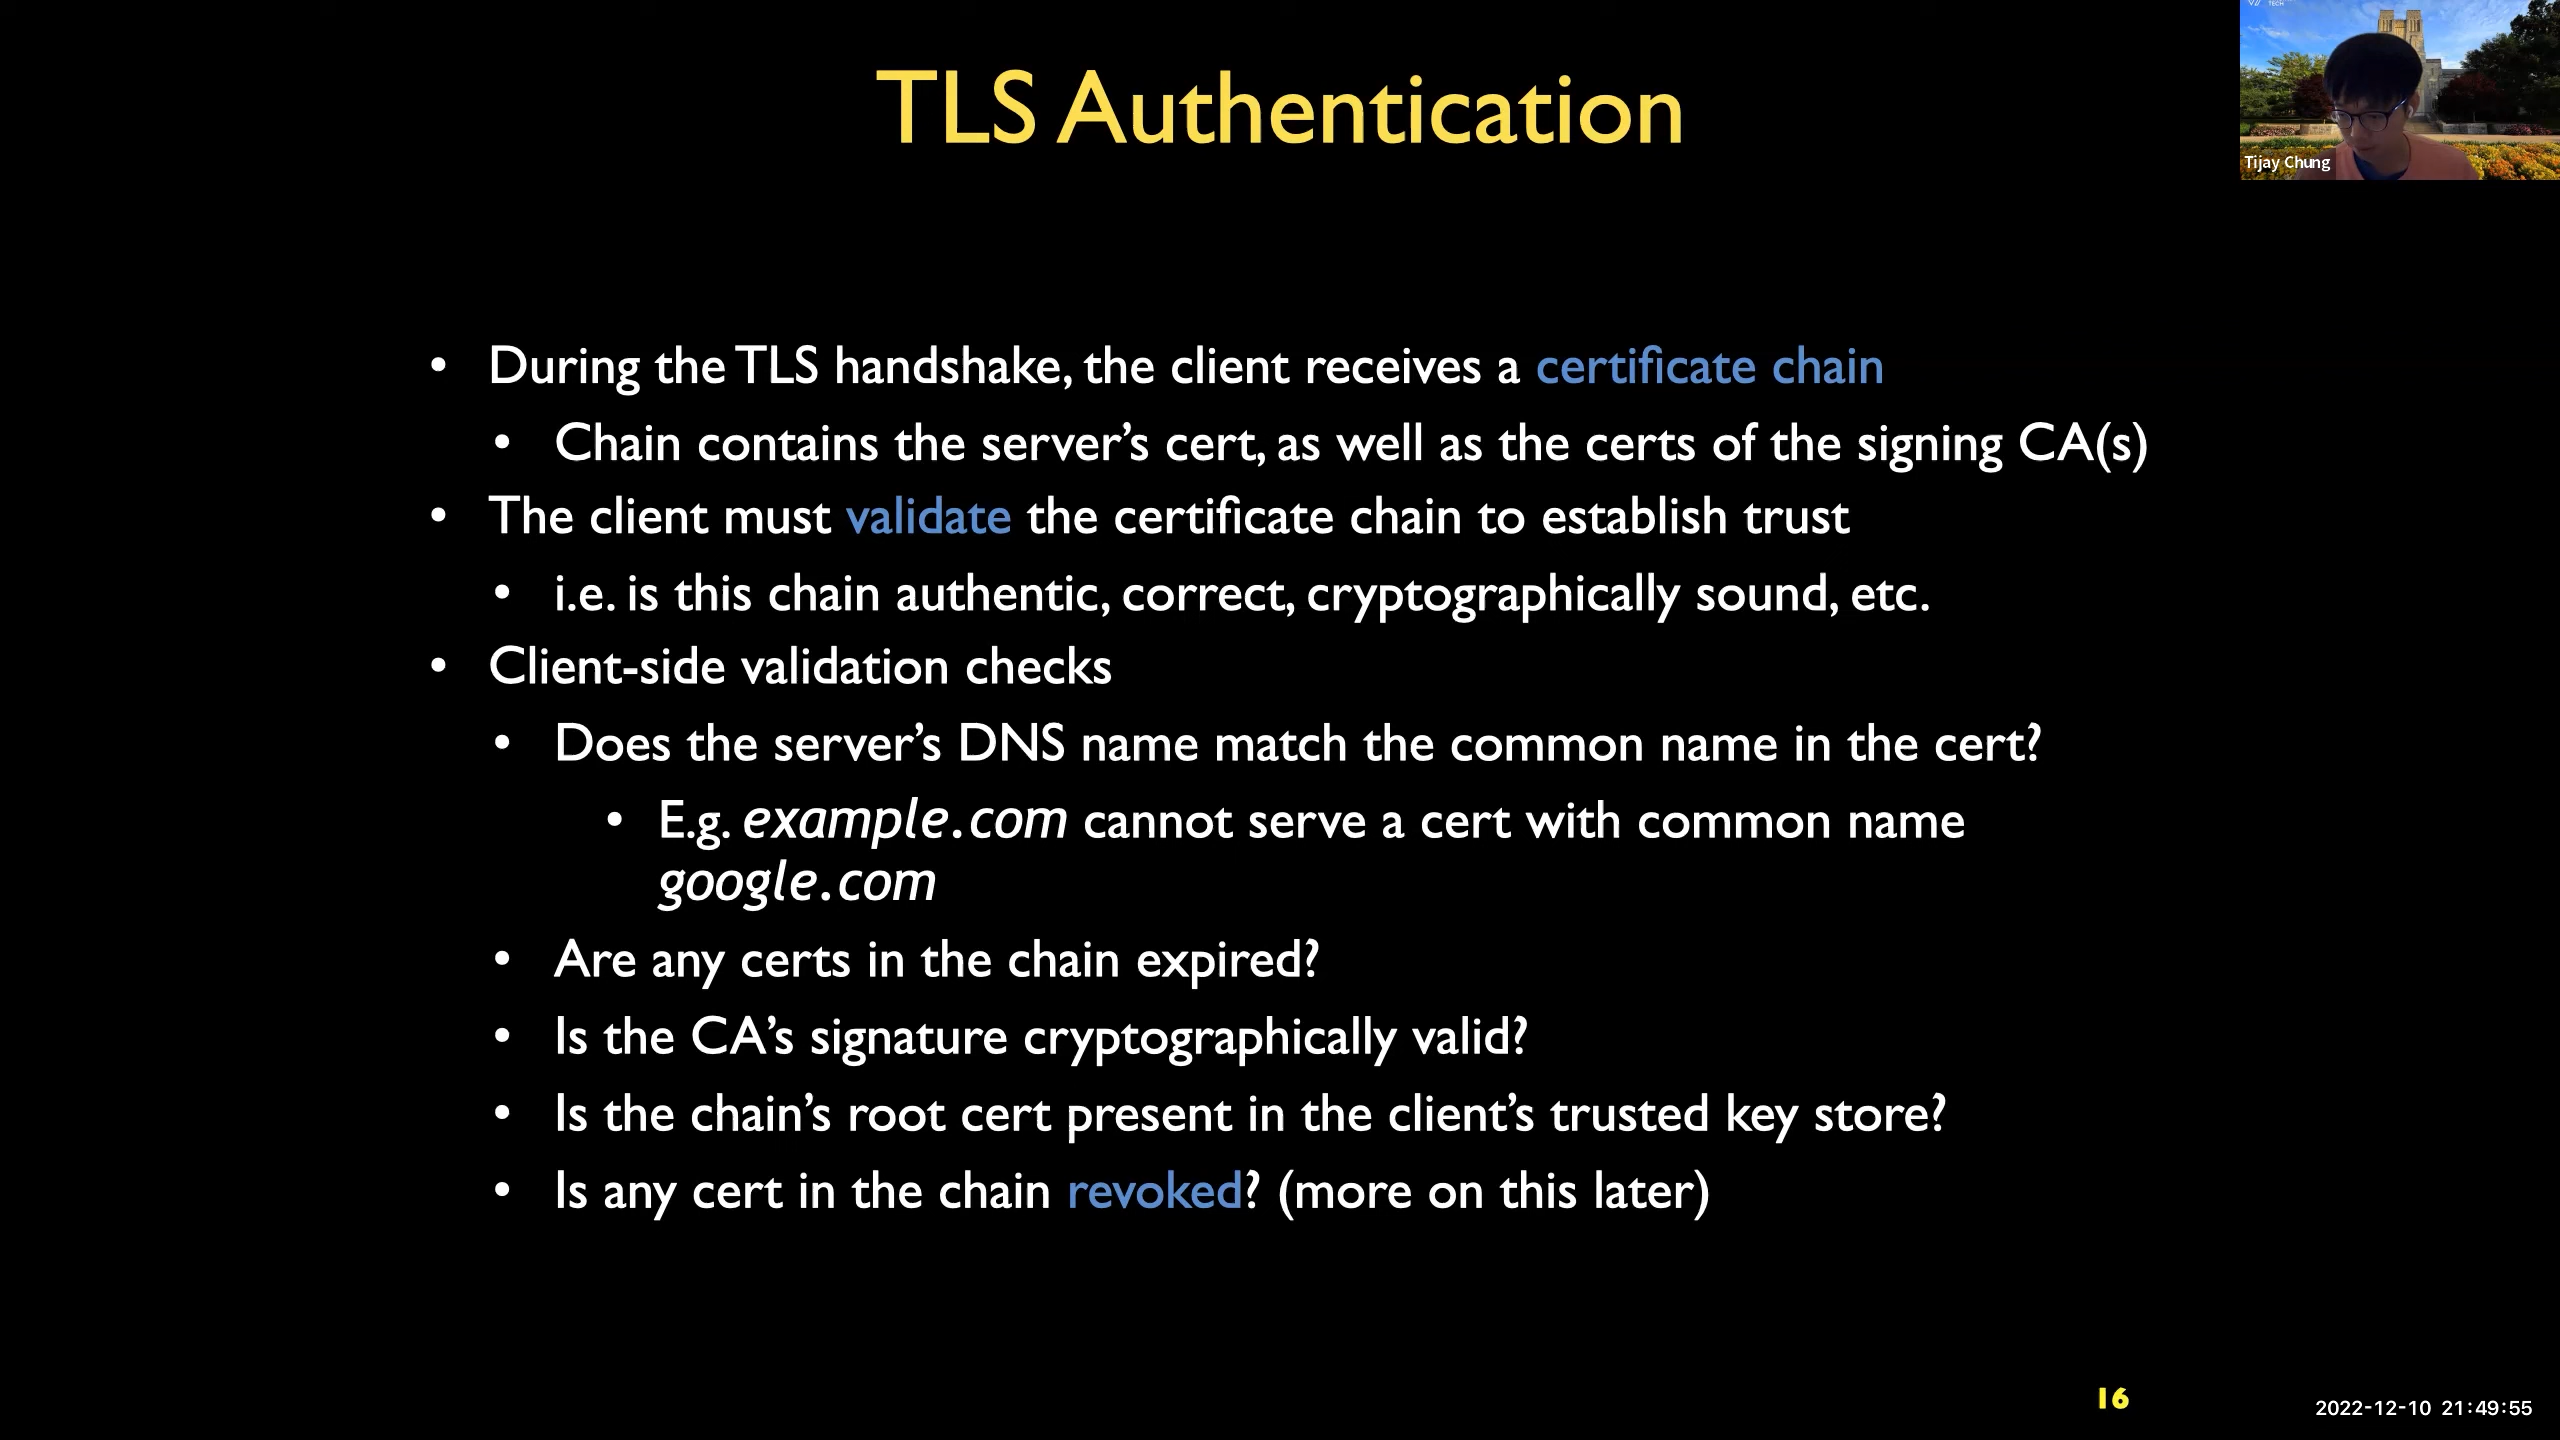 TECH
TLS Authentication
Tijay Chung
• During the TLS handshake, the client receives a certificate chain
• Chain contains the server’s cert, as well as the certs of the signing CA(s)
• The client must validate the certificate chain to establish trust
• i.e. is this chain authentic, correct, cryptographically sound, etc.
• Client-side validation checks
• Does the server’s DNS name match the common name in the cert?
• E.g. example.com cannot serve a cert with common name
google.com
• Are any certs in the chain expired?
• Is the CA’s signature cryptographically valid?
• Is the chain’s root cert present in the client’s trusted key store?
• Is any cert in the chain revoked? (more on this later)
16
2022-12-10 21:49:55